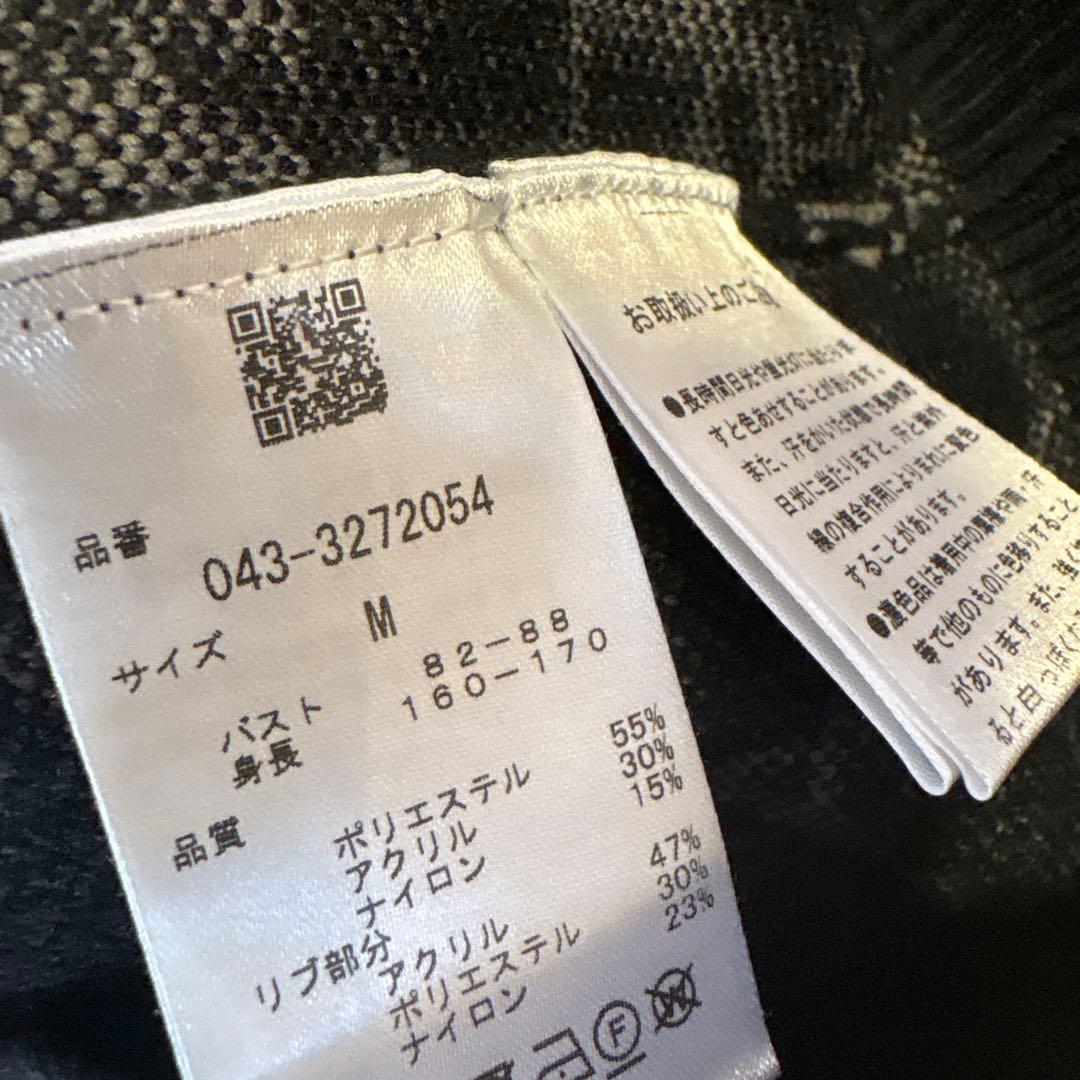 品番
043-3272054
サイズ M
バスト 82-88
身長 160-170
品質 ポリエステル 55%
アクリル 30%
ナイロン 15%
リブ部分
アクリル 47%
ポリエステル 30%
ナイロン 23%
F
W
お取扱い上のご
●長時間日光や蛍光灯に
すと色あせすることがあります。
また、汗をかいた状態で長時間
日光に当たりますと、汗と紫外
線の複合作用によりまれに変色
することがあります。
●濃色品は着用中の摩擦や雨・汗
等で他のものに色移りすること
があります。また、強く
ると白っぽく